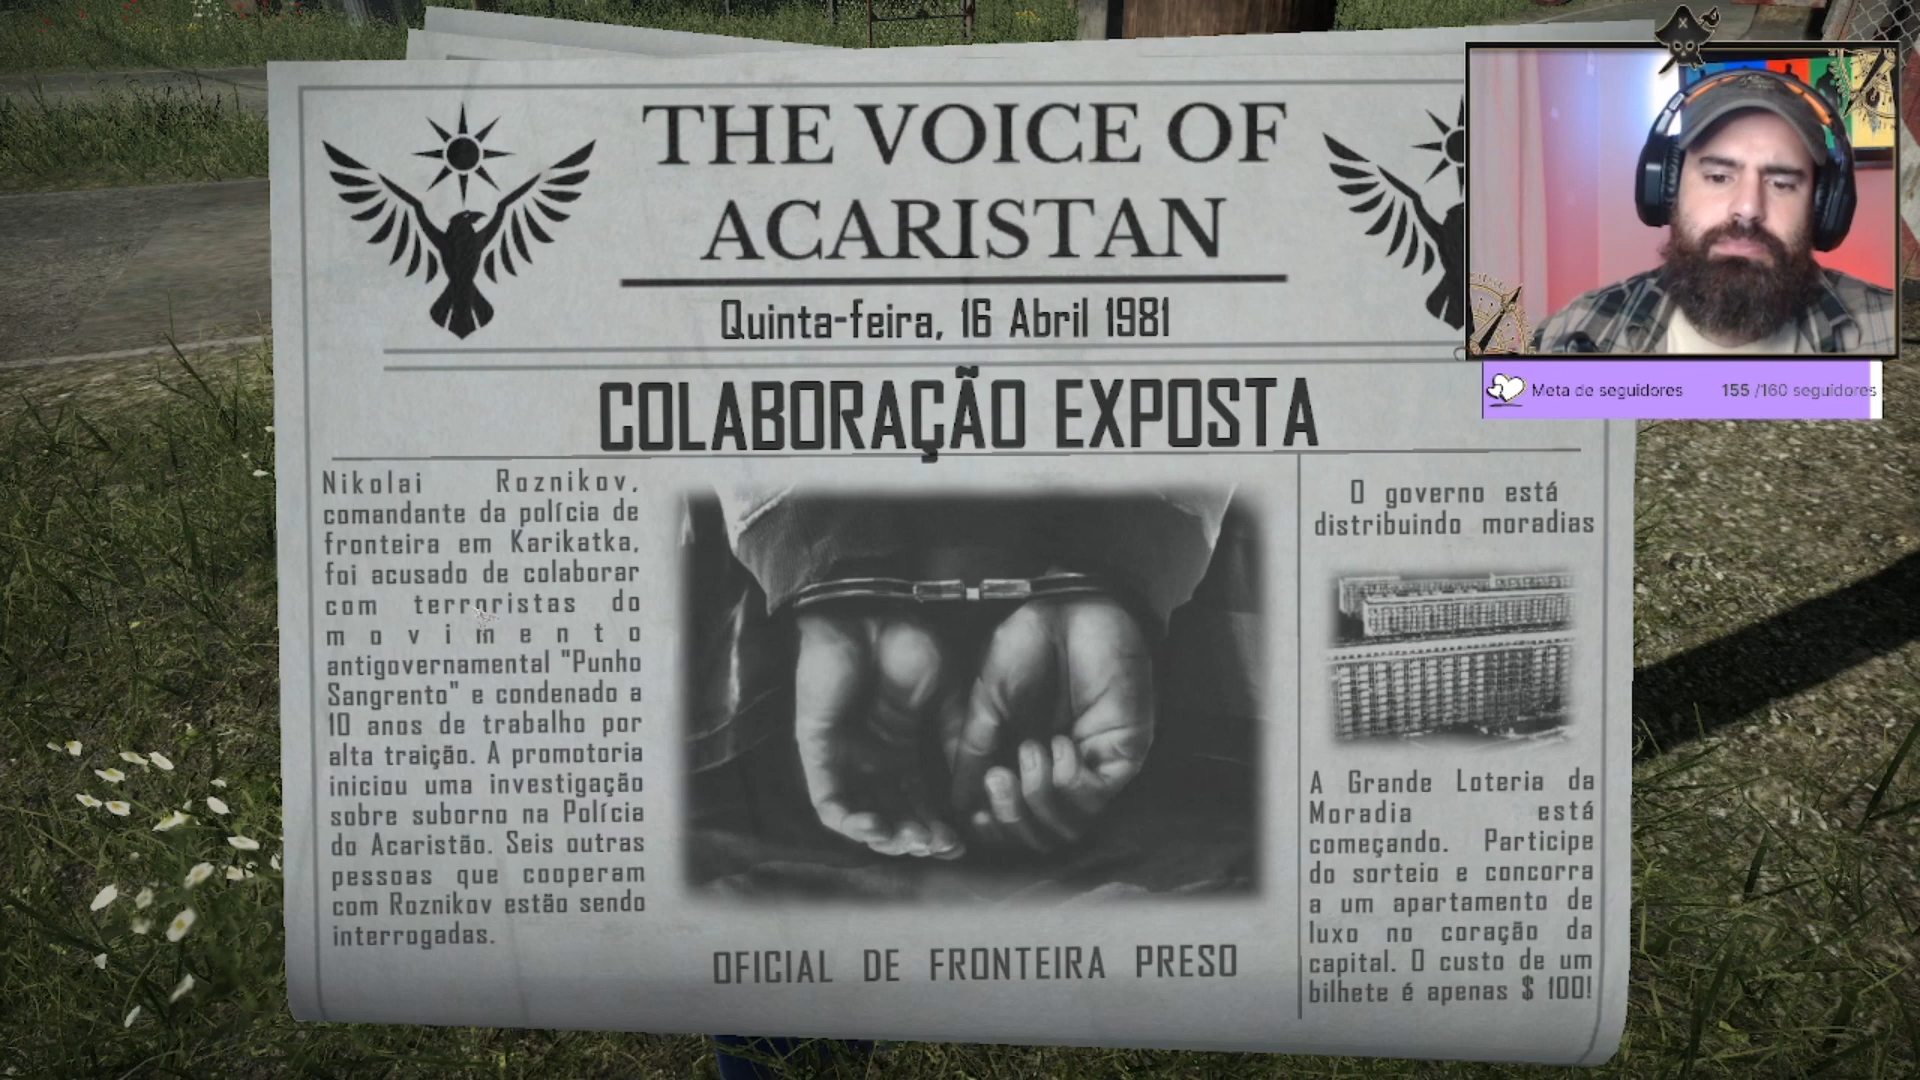 THE VOICE OF
ACARISTAN
Quinta-feira, 16 Abril 1981
COLABORAÇÃO EXPOSTA
Nikolai Roznikov,
comandante da polícia de
fronteira em Karikatka,
foi acusado de colaborar
com terroristas do
movimento
antigovernamental "Punho
Sangrento" e condenado a
10 anos de trabalho por
alta traição. A promotoria
iniciou uma investigação
sobre suborno na Polícia
do Acaristão. Seis outras
pessoas que cooperam
com Roznikov estão sendo
interrogadas.
OFICIAL DE FRONTEIRA PRESO
O governo está
distribuindo moradias
A Grande Loteria da
Moradia está
começando. Participe
do sorteio e concorra
a um apartamento de
luxo no coração da
capital. O custo de um
bilhete é apenas $ 100!
Meta de seguidores 155 /160 seguidores